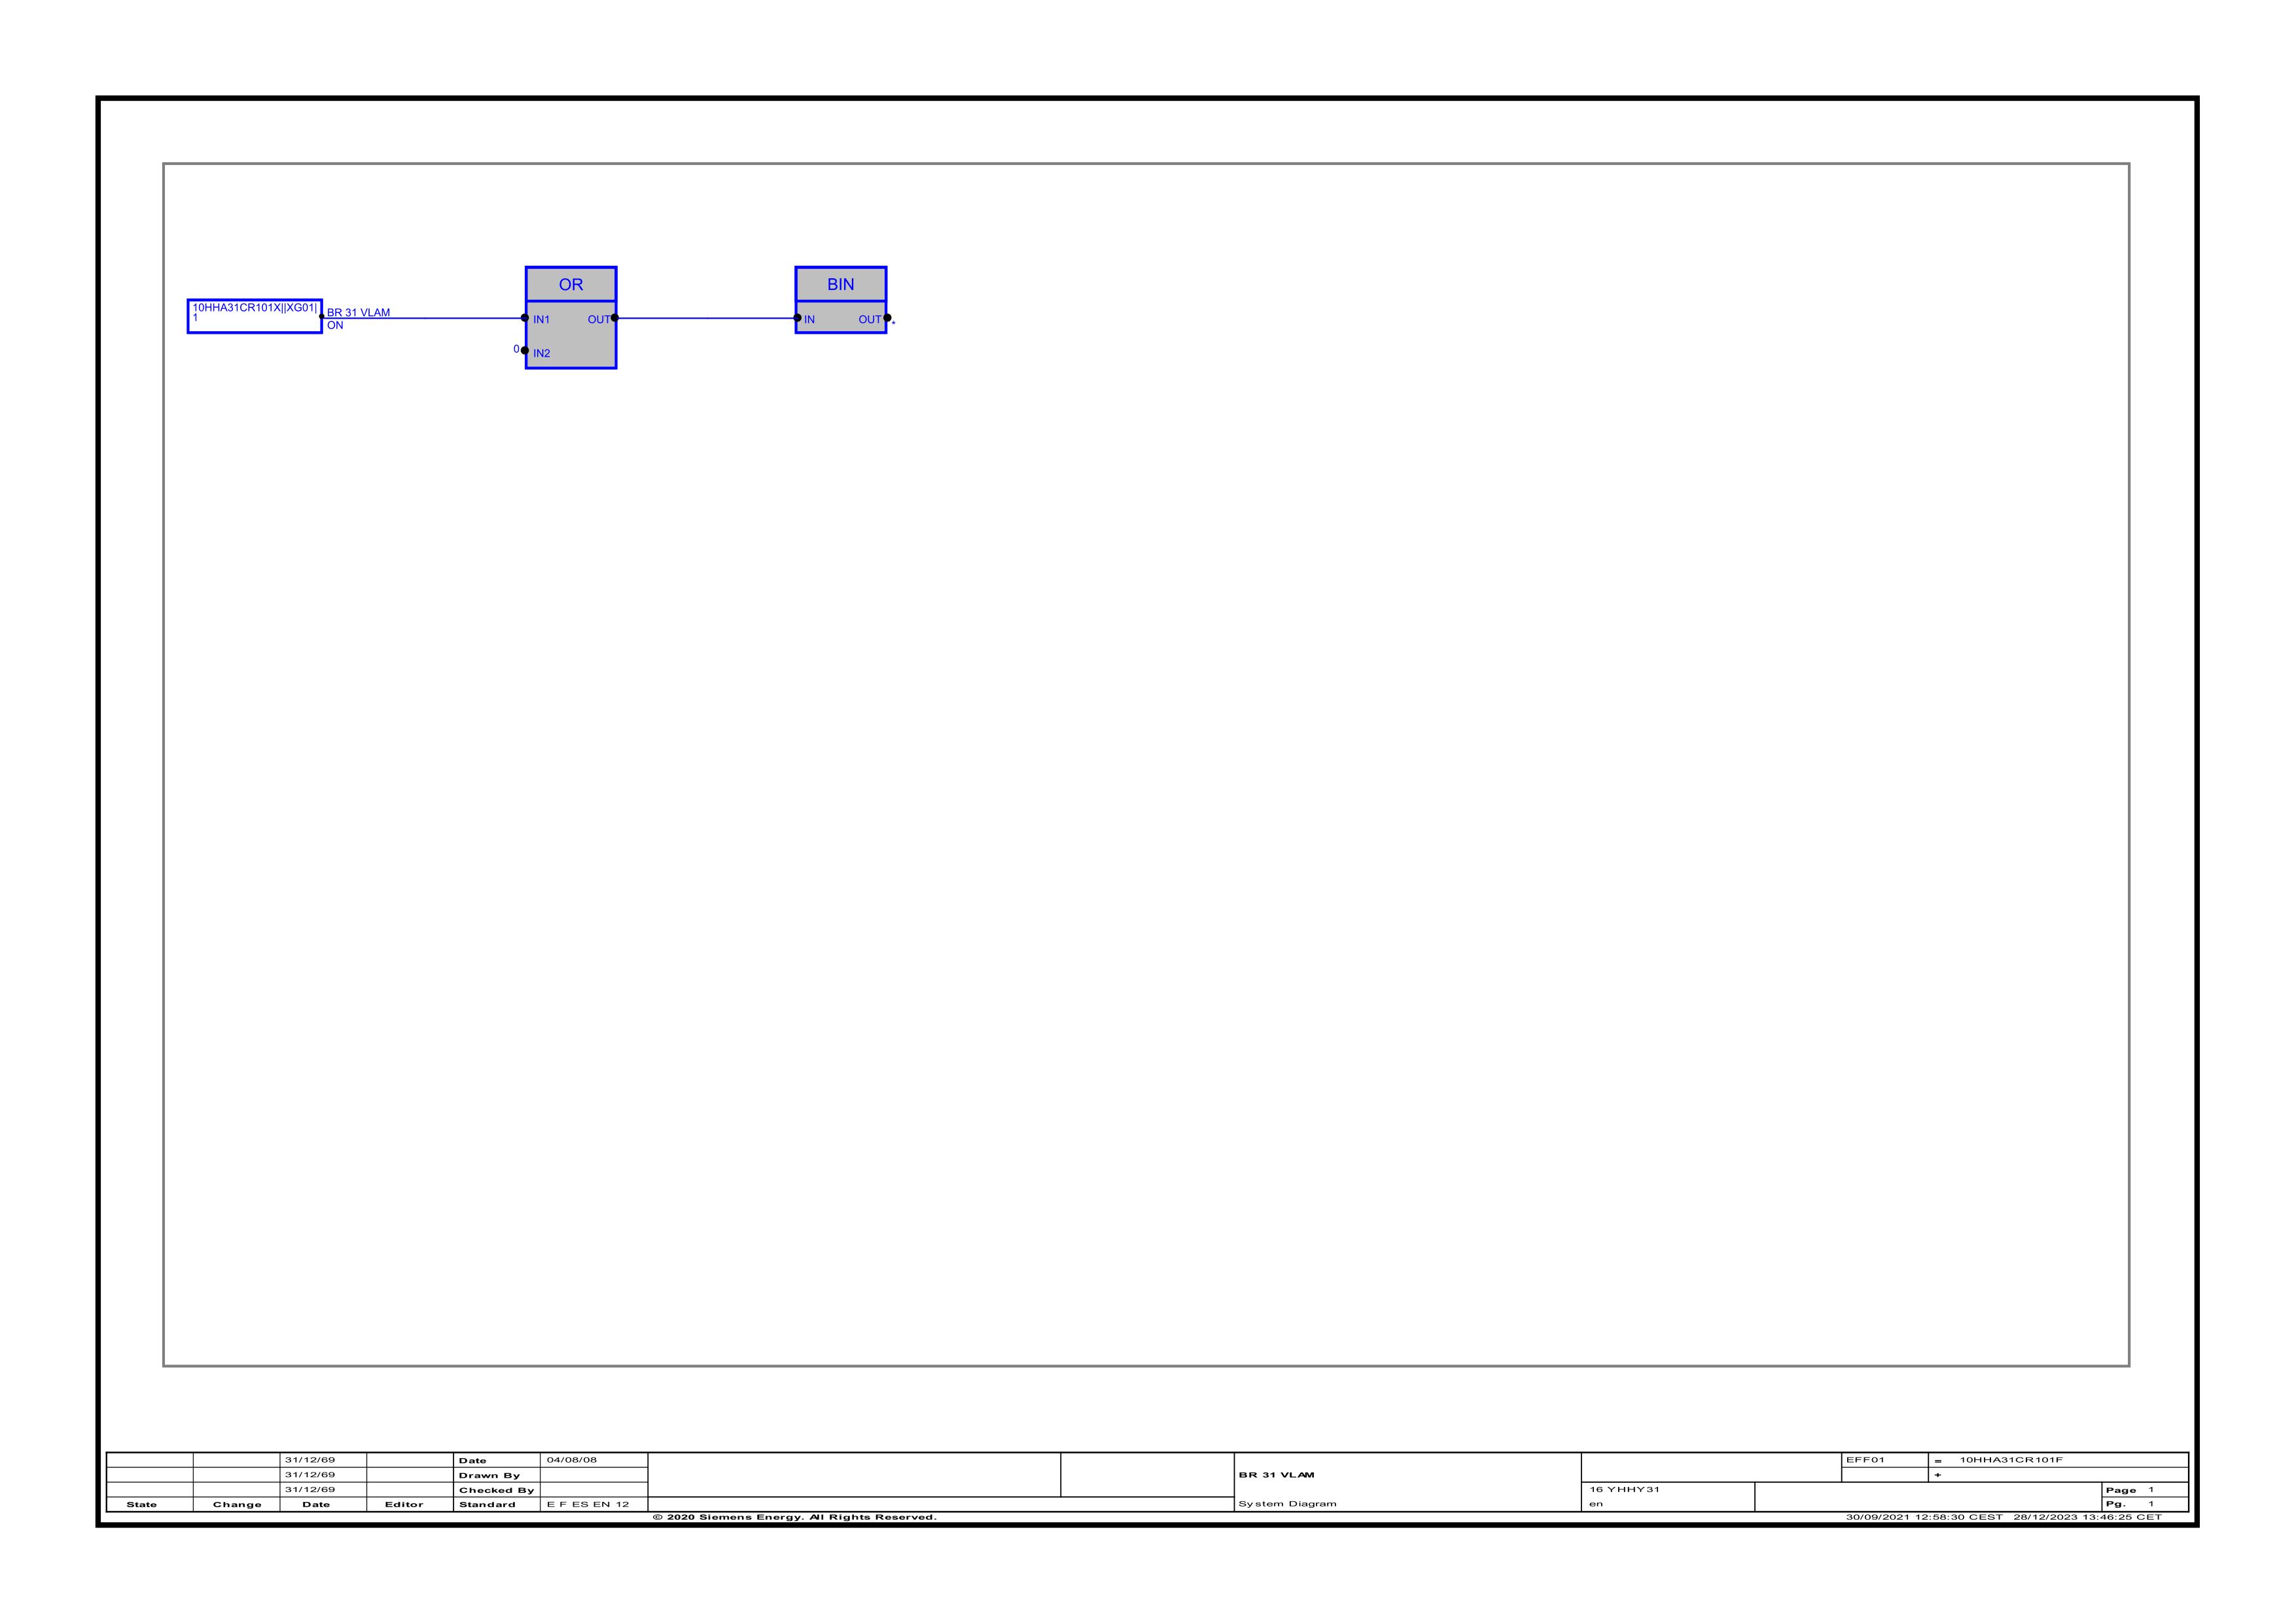 OR
BIN
10HHA31CR101X||XG01|
1
BR 31 VLAM
ON
IN1
OUT
IN
OUT
*
0
IN2
31/12/69
Date
04/08/08
EFF01
=
10HHA31CR101F
31/12/69
Drawn By
BR 31 VLAM
+
31/12/69
Checked By
16 YHHY31
Page 1
State
Change
Date
Editor
Standard
E F ES EN 12
System Diagram
en
Pg. 1
© 2020 Siemens Energy. All Rights Reserved.
30/09/2021 12:58:30 CEST 28/12/2023 13:46:25 CET